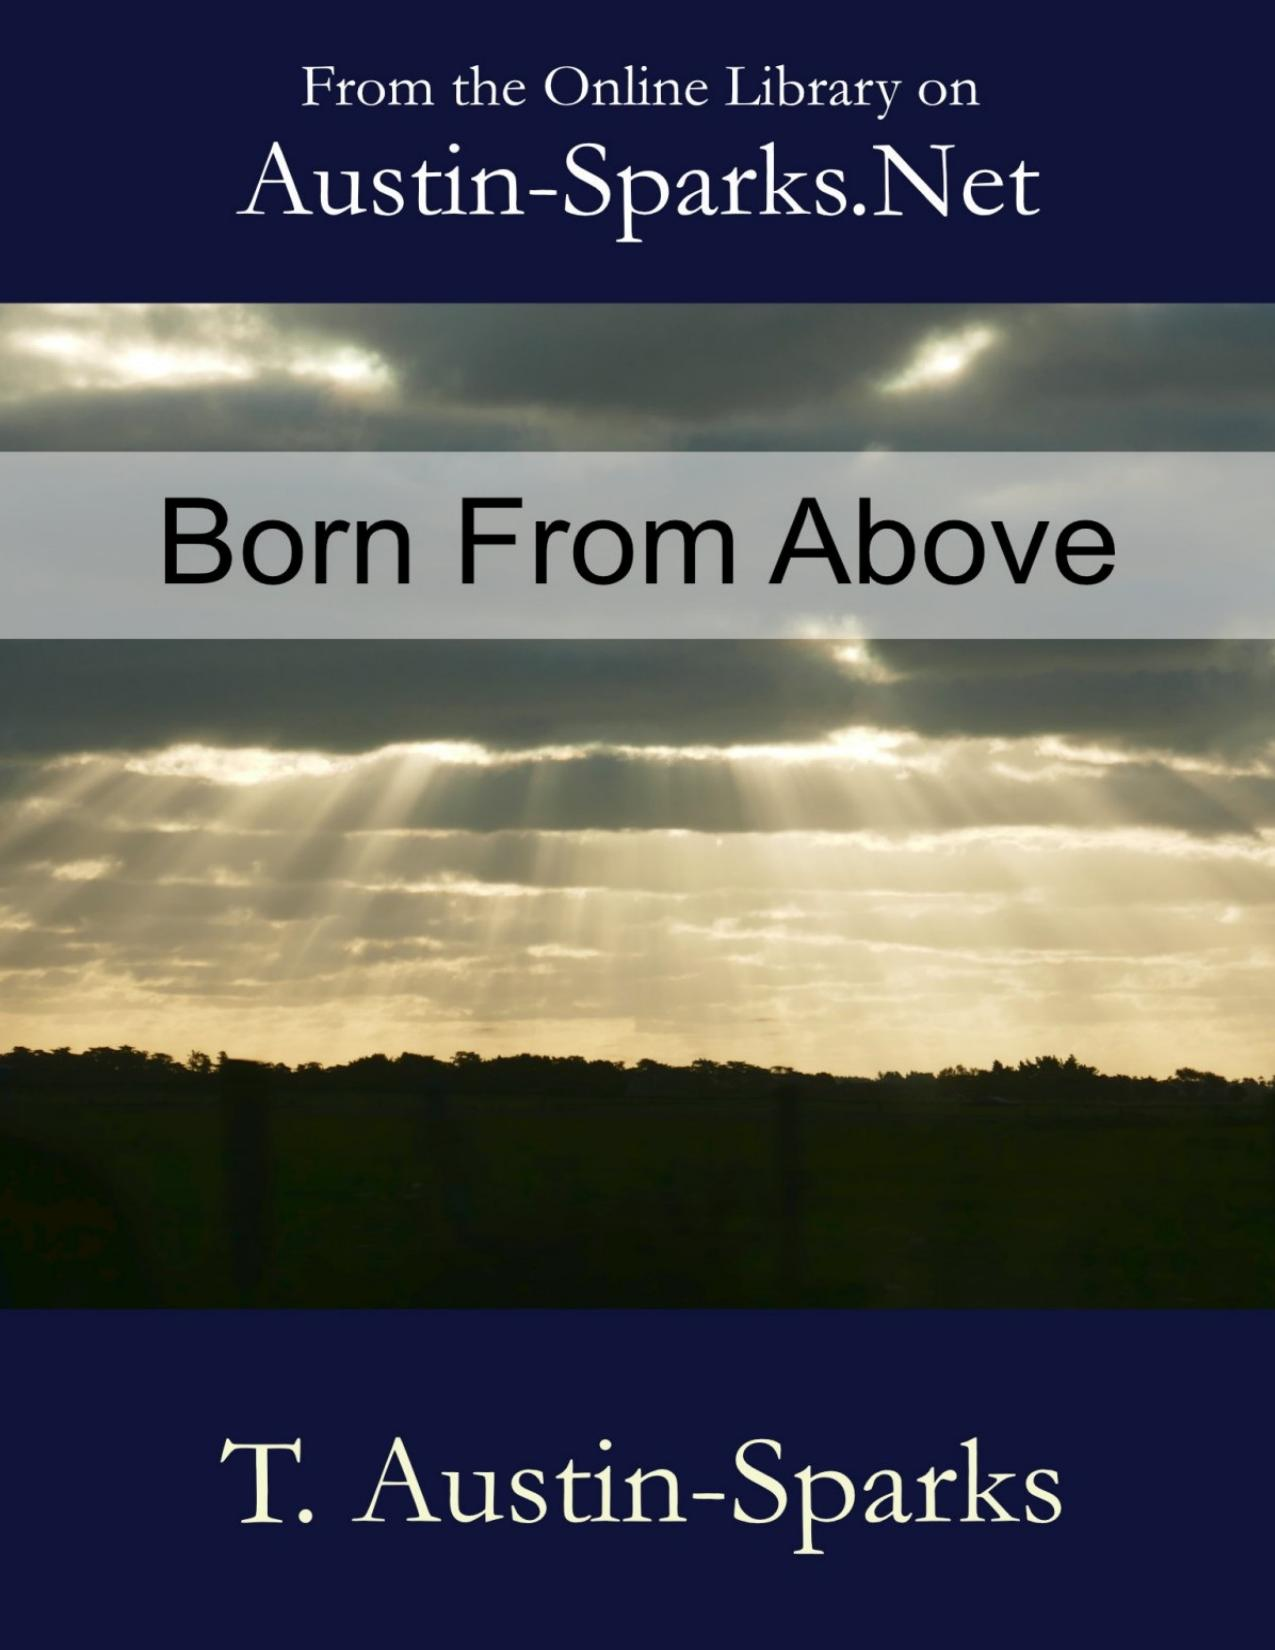 From the Online Library on
Austin-Sparks.Net
Born From Above
T. Austin-Sparks